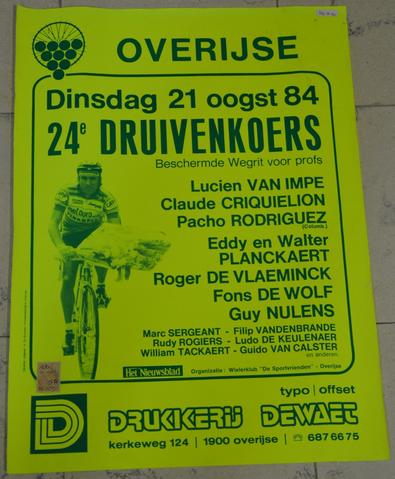 OVERIJSE
Dinsdag 21 oogst 84
24e DRUIVENKOERS
Beschermde Wegrit voor profs
Lucien VAN IMPE
Claude CRIQUIELION
Pacho RODRIGUEZ
(Columb.)
Eddy en Walter
PLANCKAERT
Roger DE VLAEMINCK
Fons DE WOLF
Guy NULENS
Marc SERGEANT - Filip VANDENBRANDE
Rudy ROGIERS - Ludo DE KEULENAER
William TACKAERT - Guido VAN CALSTER
en anderen
Het Nieuwsblad
Organizatie: Wielerklub "De Sportvrienden" - Overijse
typo | offset
DRUKKERIJ DEWAET
kerkeweg 124 | 1900 overijse | ☎ 687 66 75